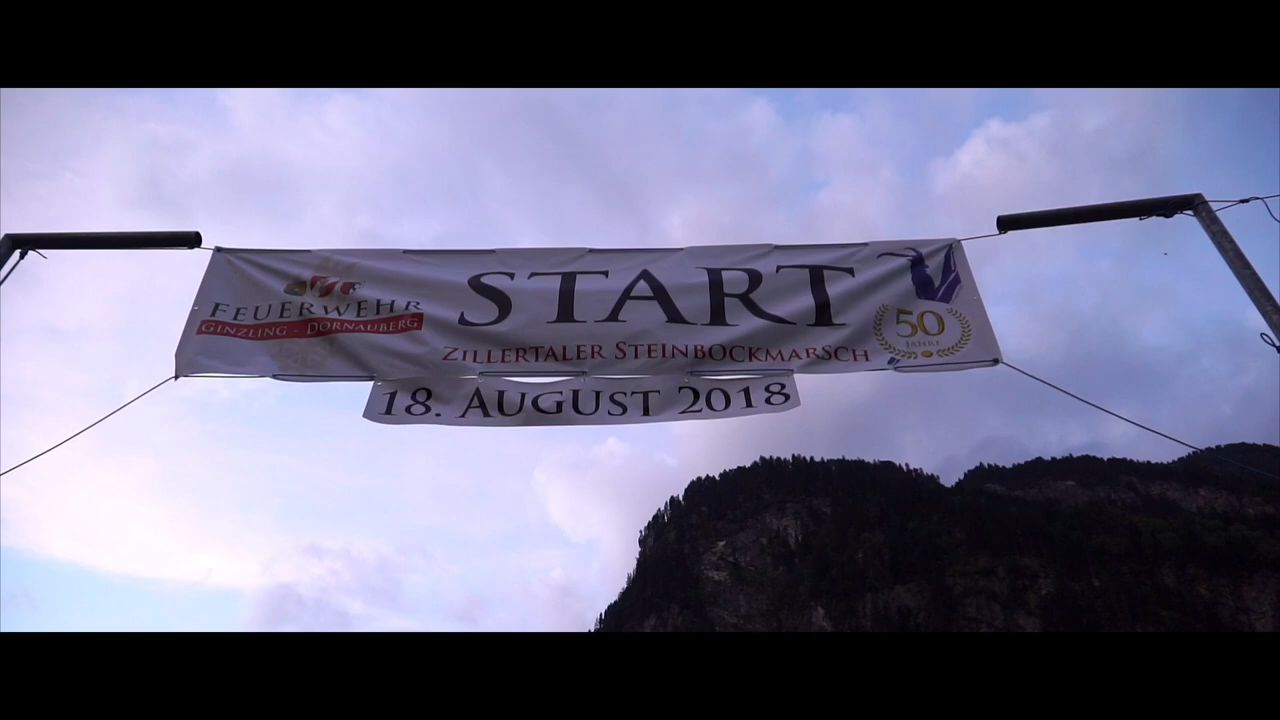 FEUERWEHR
GINZLING - DORNAUBERG
START
ZILLERTALER STEINBOCKMARSCH
50
JAHRE
18. AUGUST 2018